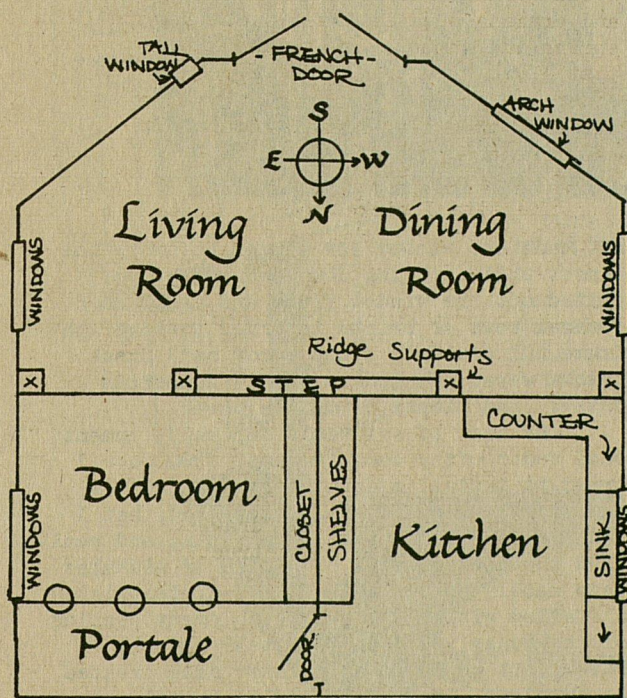 TALL
WINDOW
- FRENCH -
DOOR
ARCH
WINDOW
S
E
W
N
Living
Room
Dining
Room
WINDOWS
WINDOWS
Ridge Supports
X
X
STEP
X
X
COUNTER
Bedroom
CLOSET
SHELVES
Kitchen
WINDOWS
SINK
WINDOWS
Portale
DOOR